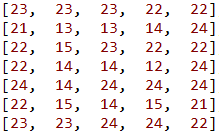 [23, 23, 23, 22, 22]
[21, 13, 13, 14, 24]
[22, 15, 23, 22, 22]
[22, 14, 14, 12, 24]
[24, 14, 24, 24, 24]
[22, 15, 14, 15, 21]
[23, 23, 24, 24, 22]